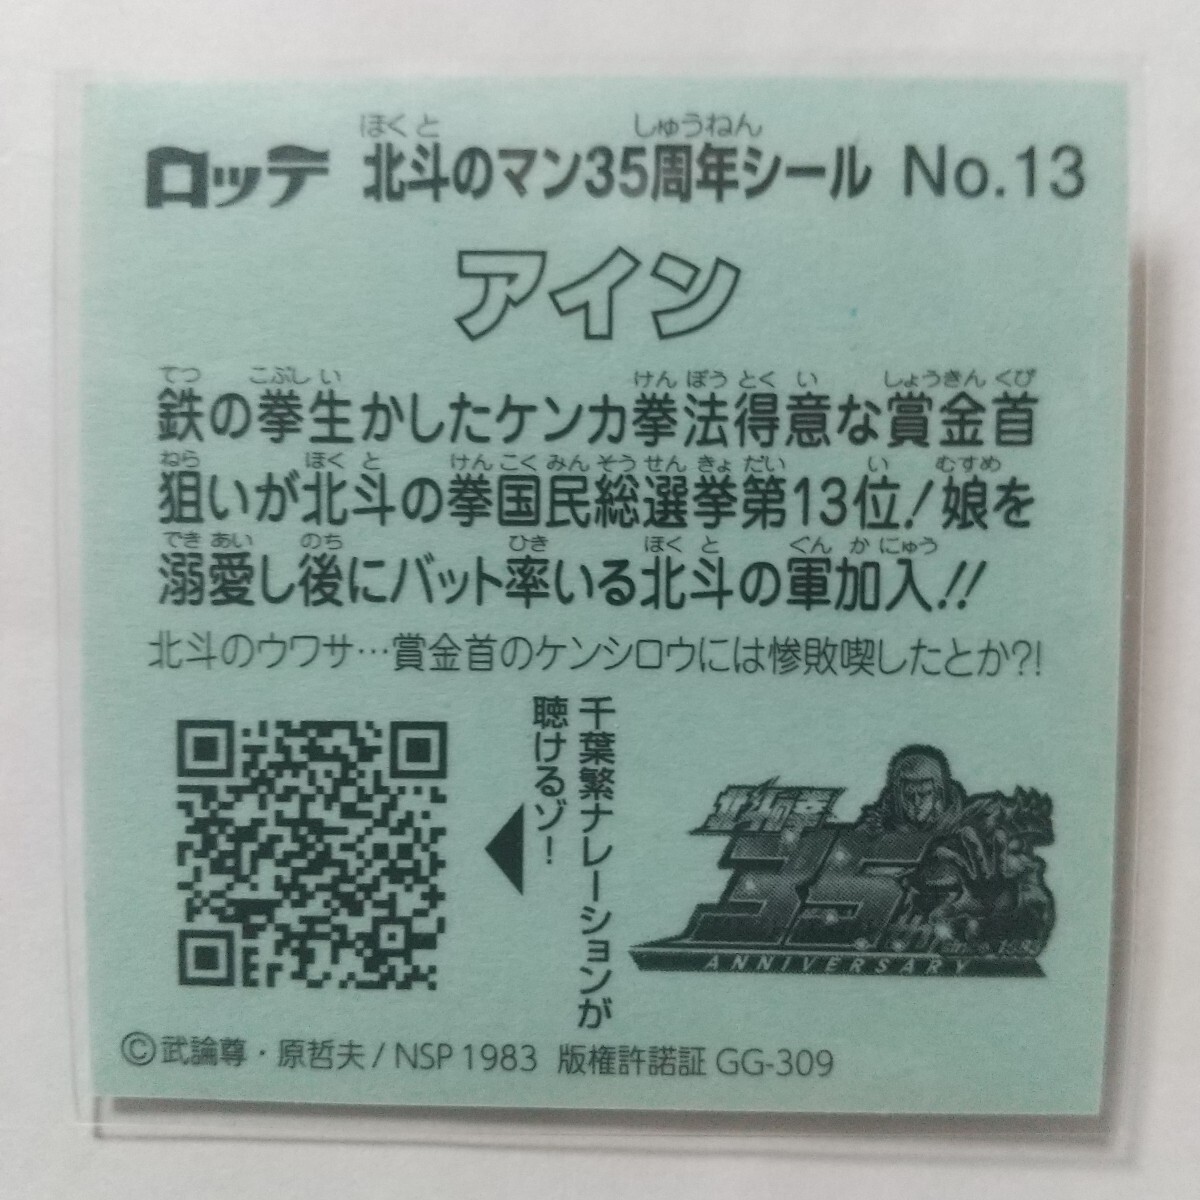 ほくと しゅうねん
ロッテ 北斗のマン35周年シール No.13
アイン
てつ こぶしい けんぽうとくい しょうきんくび
鉄の拳生かしたケンカ拳法得意な賞金首
ねら ほくと けんこくみんそうせんきょだい い むすめ
狙いが北斗の拳国民総選挙第13位!娘を
できあい のち ひき ほくと ぐんかにゅう
溺愛し後にバット率いる北斗の軍加入!!
北斗のウワサ…賞金首のケンシロウには惨敗喫したとか?!
千葉繁ナレーションが
聴けるゾ!
北斗の拳
35th
since 1983
ANNIVERSARY
©武論尊・原哲夫/NSP 1983 版権許諾証GG-309